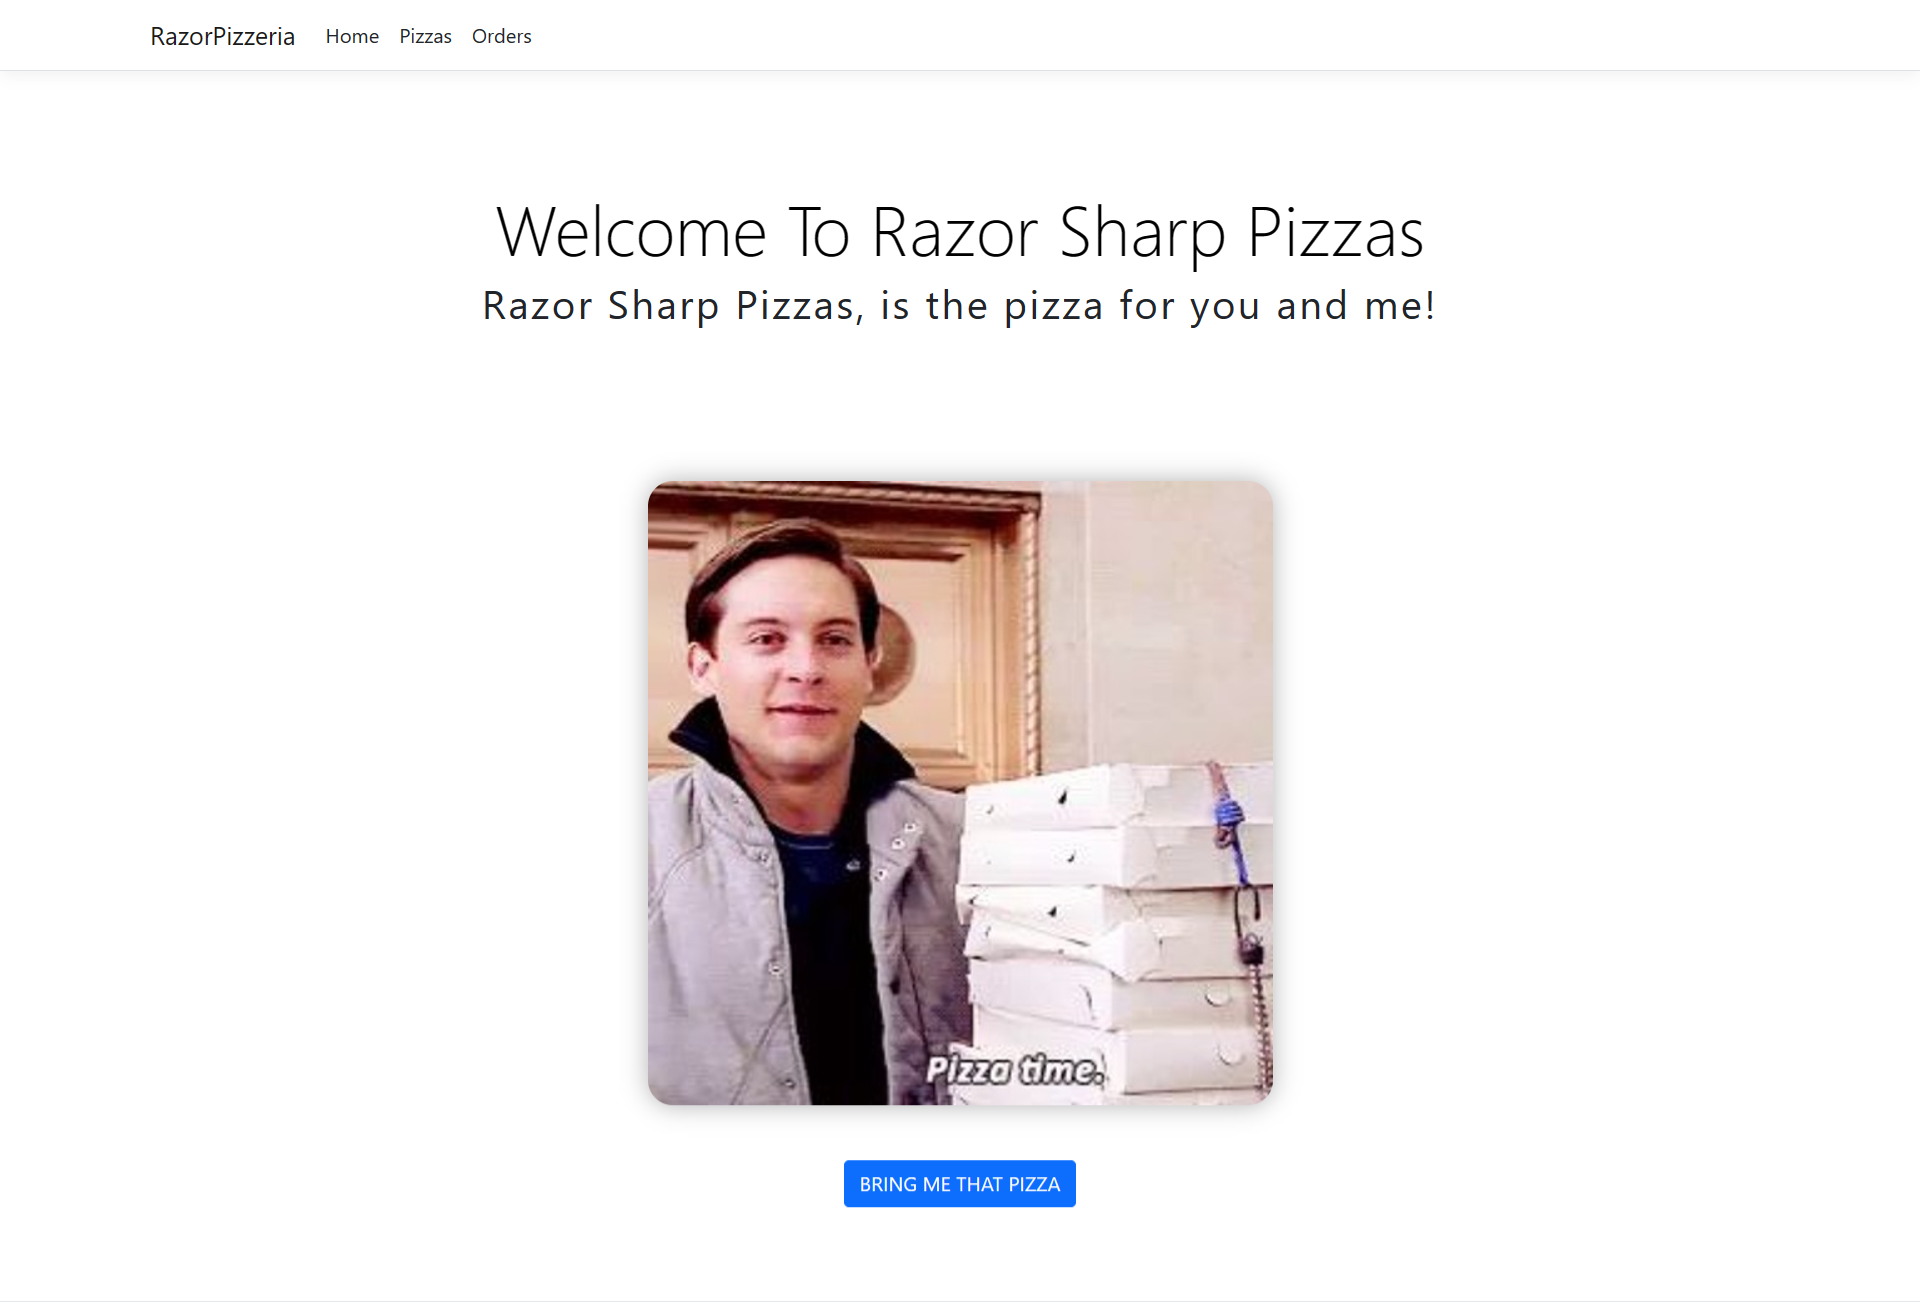 RazorPizzeria Home Pizzas Orders
Welcome To Razor Sharp Pizzas
Razor Sharp Pizzas, is the pizza for you and me!
Pizza time.
BRING ME THAT PIZZA